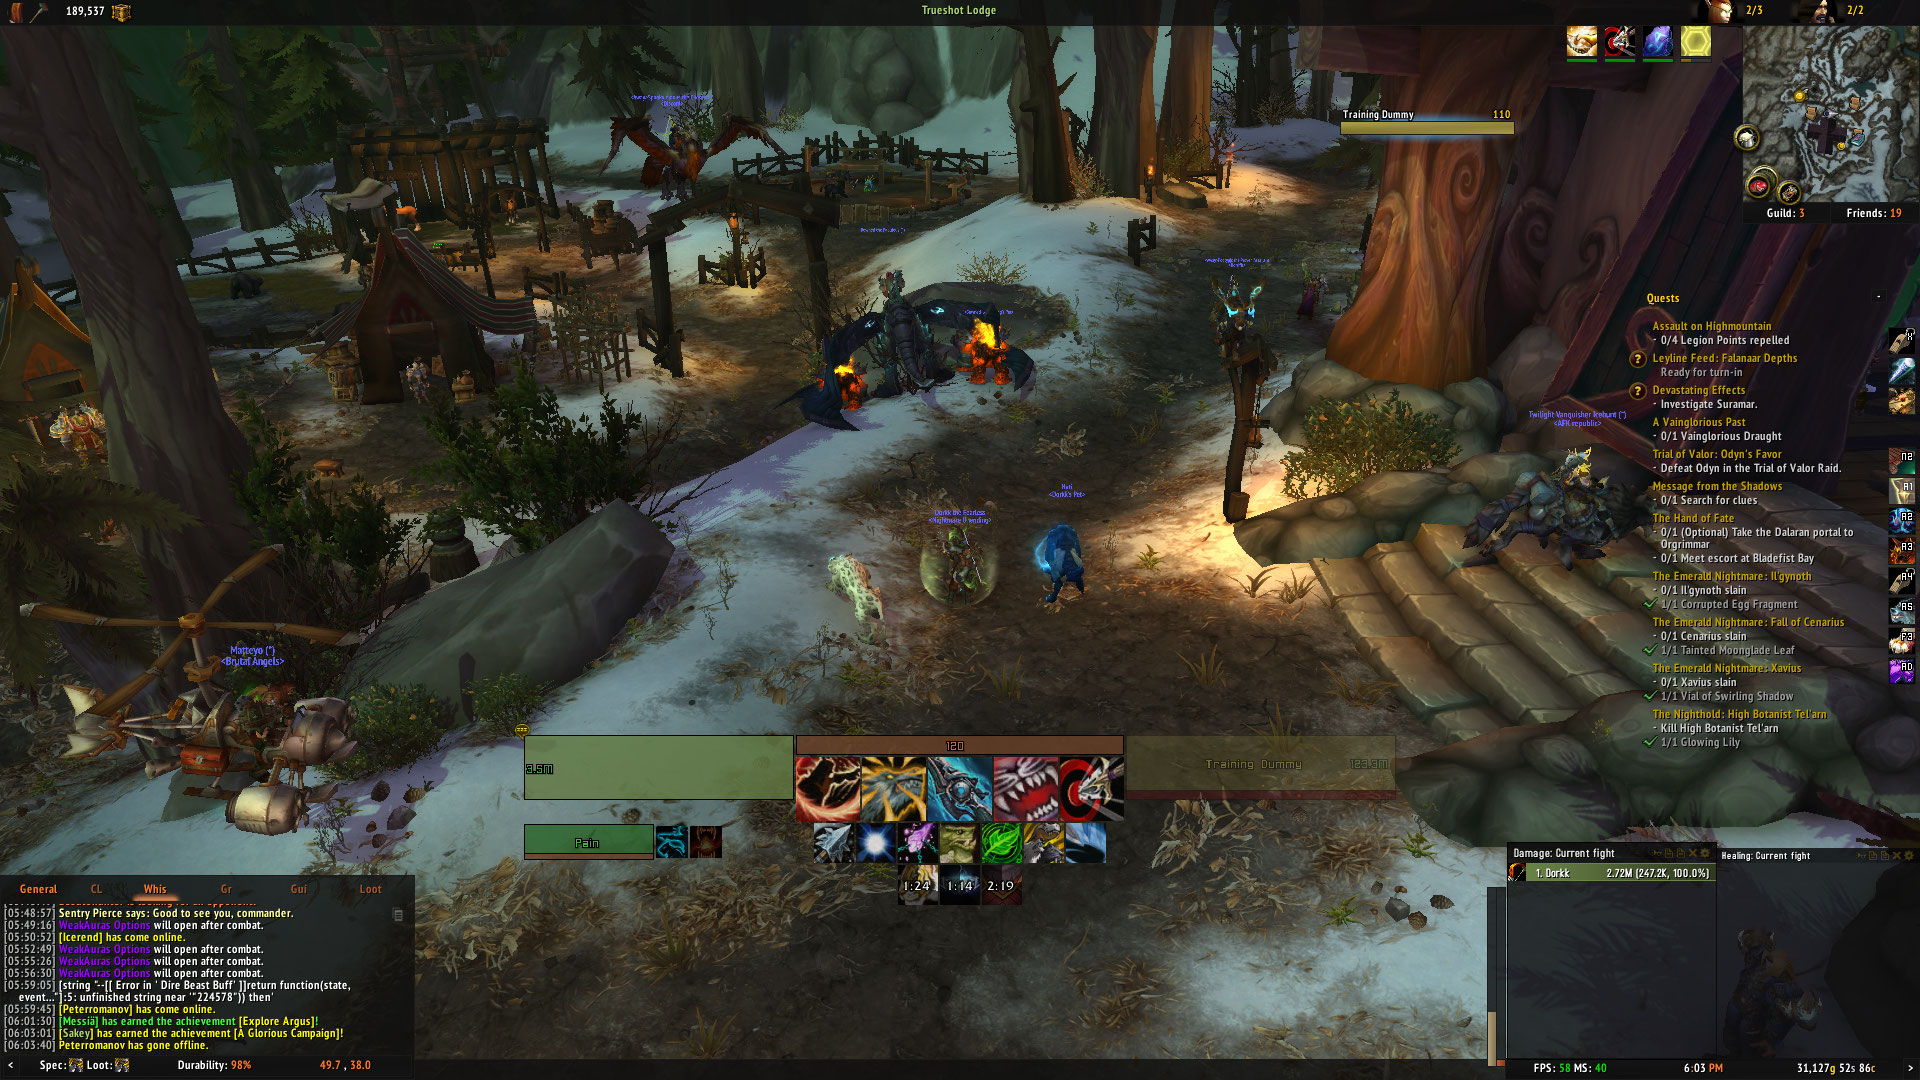 189,537
Trueshot Lodge
2/3
2/2
Training Dummy 110
Guild: 3 Friends: 19
Quests
-
Assault on Highmountain
- 0/4 Legion Points repelled
Leyline Feed: Falanaar Depths
Ready for turn-in
Devastating Effects
- Investigate Suramar.
A Vainglorious Past
- 0/1 Vainglorious Draught
Trial of Valor: Odyn's Favor
- Defeat Odyn in the Trial of Valor Raid.
Message from the Shadows
- 0/1 Search for clues
The Hand of Fate
- 0/1 (Optional) Take the Dalaran portal to
Orgrimmar
- 0/1 Meet escort at Bladefist Bay
The Emerald Nightmare: Il'gynoth
- 0/1 Il'gynoth slain
1/1 Corrupted Egg Fragment
The Emerald Nightmare: Fall of Cenarius
- 0/1 Cenarius slain
1/1 Tainted Moonglade Leaf
The Emerald Nightmare: Xavius
- 0/1 Xavius slain
1/1 Vial of Swirling Shadow
The Nighthold: High Botanist Tel'arn
- Kill High Botanist Tel'arn
1/1 Glowing Lily
Twilight Vanquisher Icehunt (*)
<AFK republic>
Hati
<Dorkk's Pet>
Dorkk the Fearless
<Nightmare Unending>
Matteyo (*)
<Brutal Angels>
120
3.5M
Training Dummy 123.3M
Pain
1:24 1:14 2:19
General CL Whis Gr Gui Loot
[05:48:57] Sentry Pierce says: Good to see you, commander.
[05:49:16] WeakAuras Options will open after combat.
[05:50:52] [Icerend] has come online.
[05:52:49] WeakAuras Options will open after combat.
[05:55:26] WeakAuras Options will open after combat.
[05:56:30] WeakAuras Options will open after combat.
[05:59:05] [string "--[[ Error in ' Dire Beast Buff' ]]return function(state,
event..."]:5: unfinished string near '"224578")) then'
[05:59:45] [Peterromanov] has come online.
[06:01:30] [Messiä] has earned the achievement [Explore Argus]!
[06:03:01] [Sakey] has earned the achievement [A Glorious Campaign]!
[06:03:40] Peterromanov has gone offline.
< Spec: Loot: Durability: 98% 49.7 , 38.0
Damage: Current fight
1. Dorkk 2.72M (247.2K, 100.0%)
Healing: Current fight
FPS: 58 MS: 40 6:03 PM 31,127g 52s 86c >